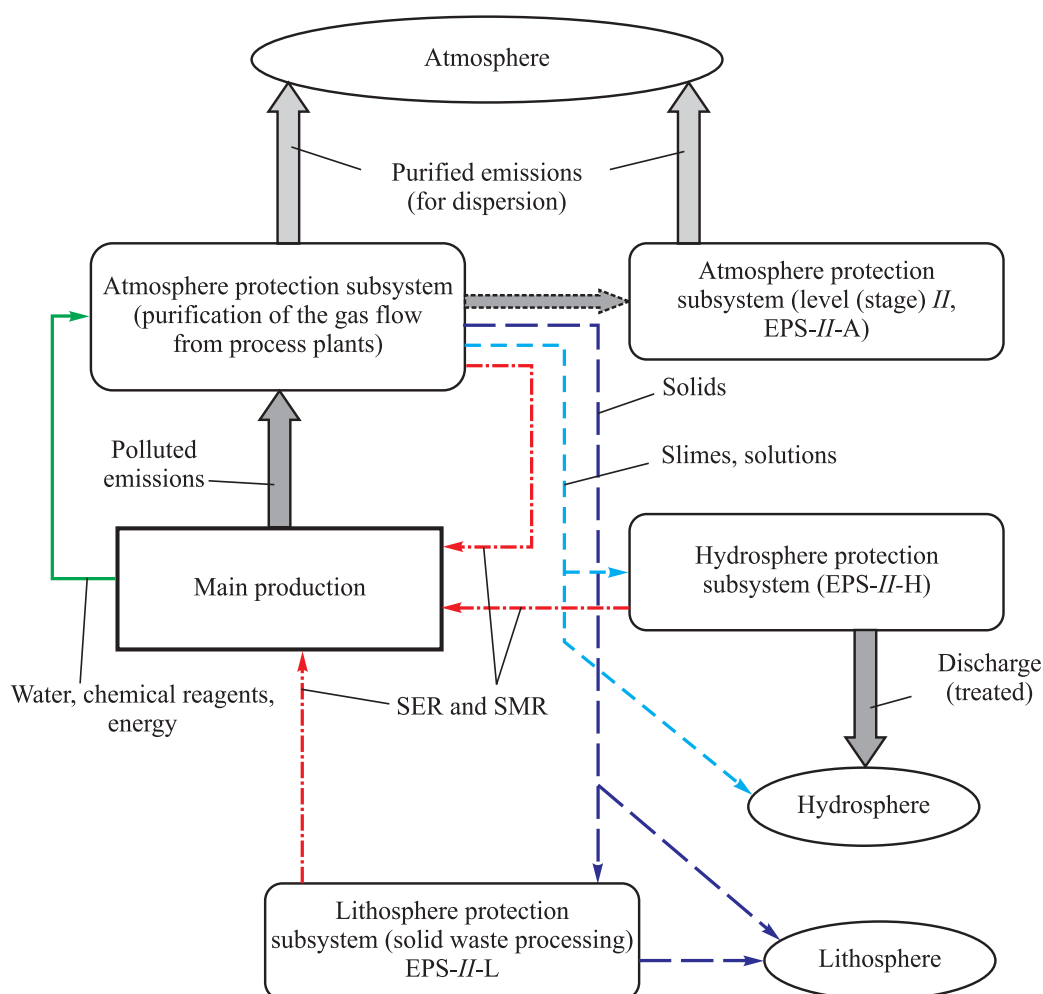 Atmosphere
Purified emissions
(for dispersion)
Atmosphere protection subsystem
(purification of the gas flow
from process plants)
Atmosphere protection
subsystem (level (stage) II,
EPS-II-A)
Solids
Polluted
emissions
Slimes, solutions
Main production
Hydrosphere protection
subsystem (EPS-II-H)
Water, chemical reagents,
energy
SER and SMR
Discharge
(treated)
Hydrosphere
Lithosphere protection
subsystem (solid waste processing)
EPS-II-L
Lithosphere